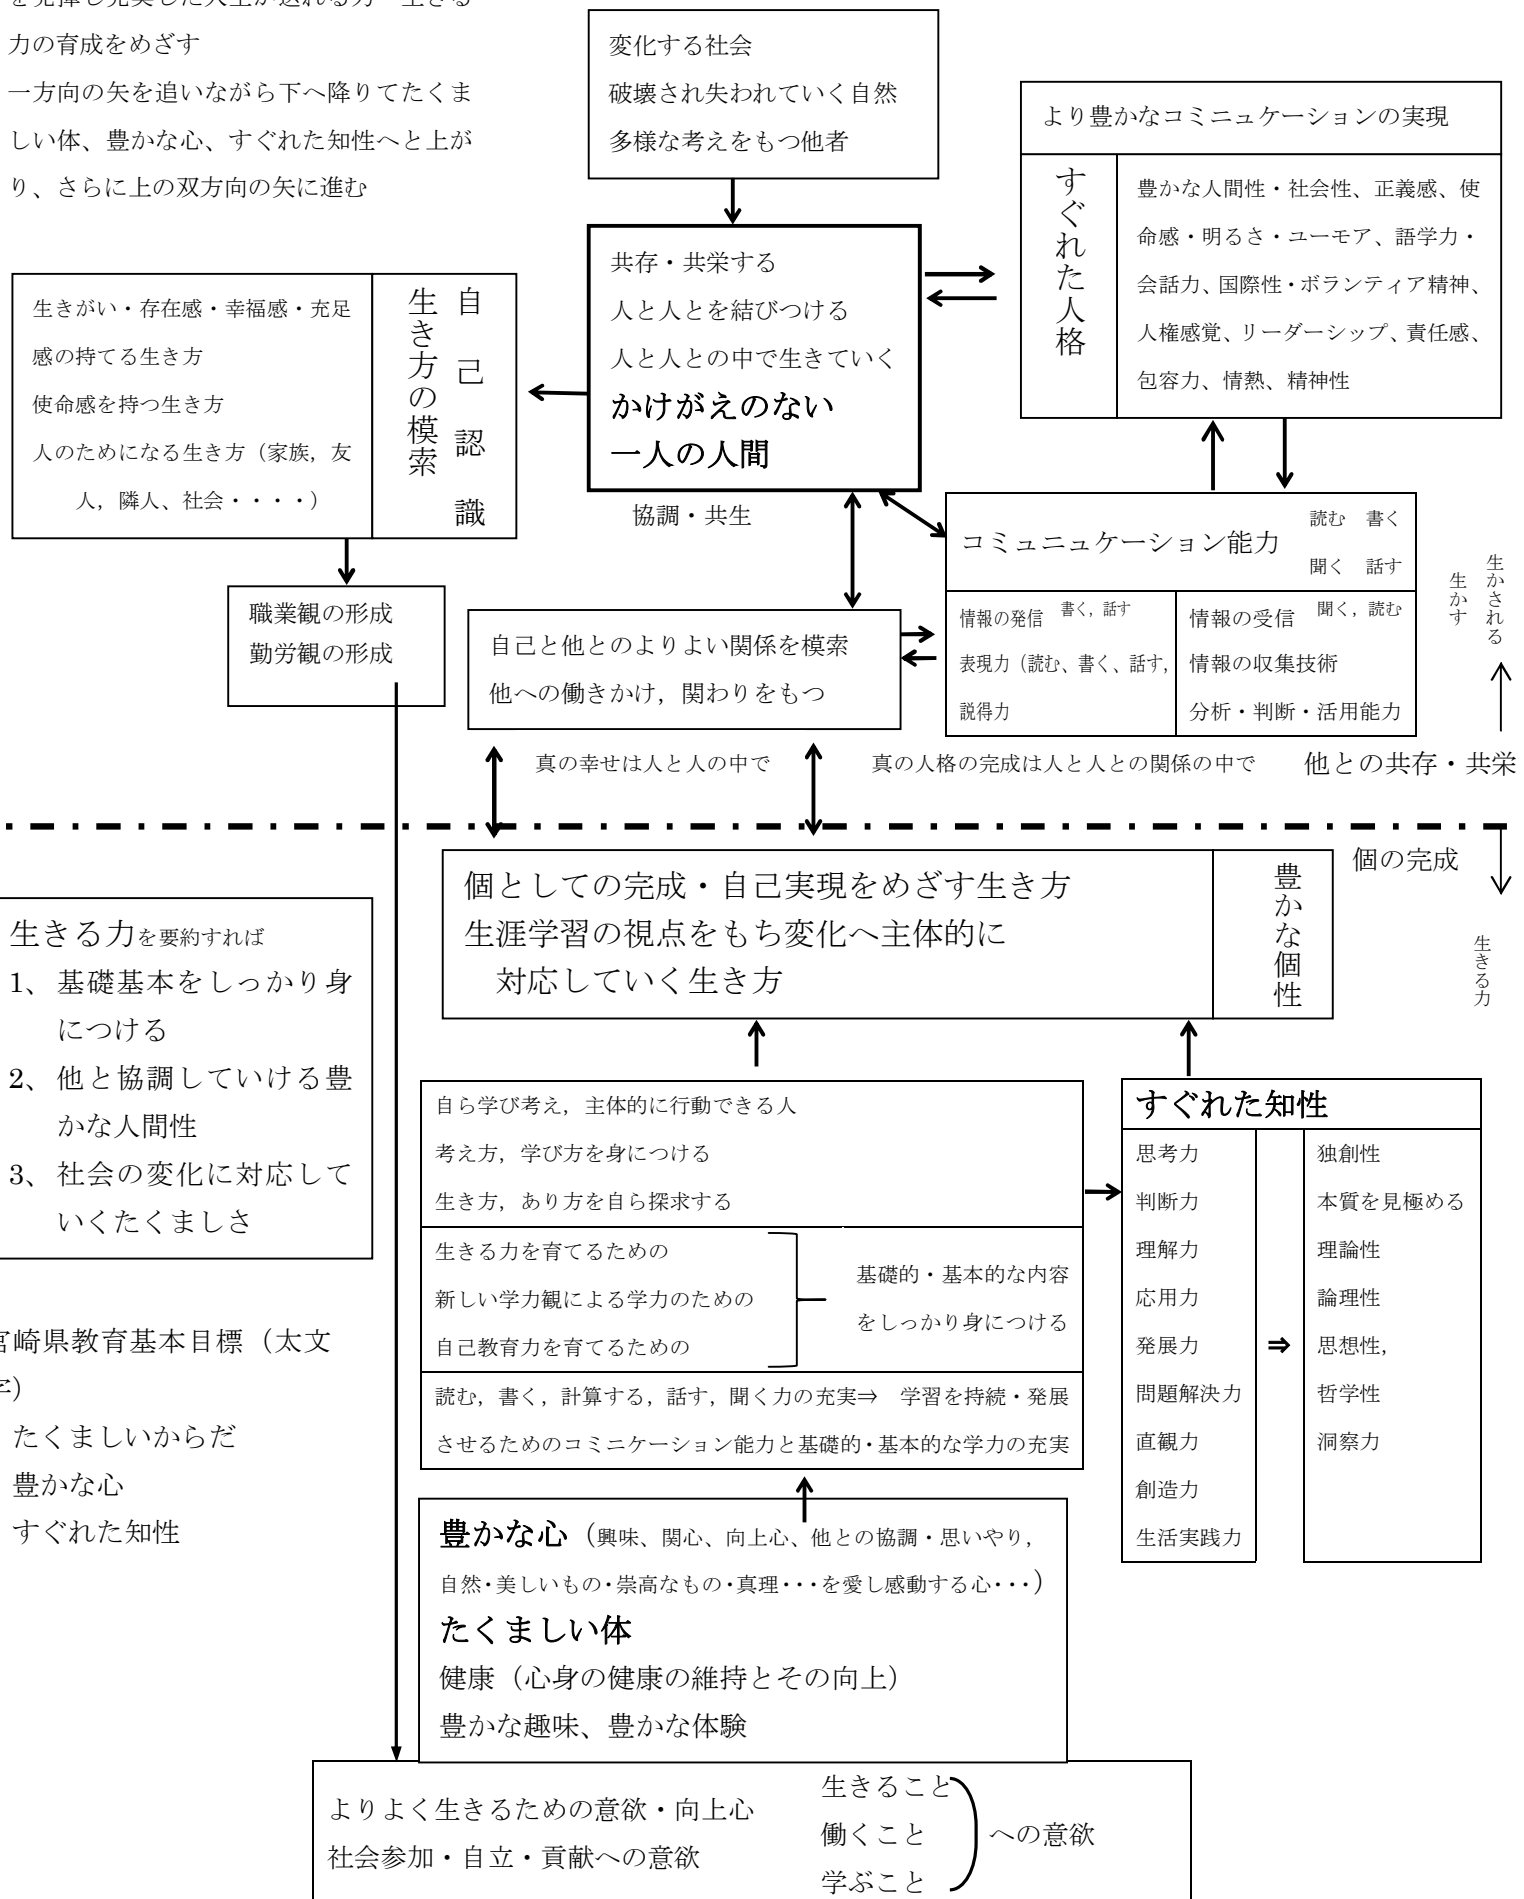 力の育成をめざす
一方向の矢を追いながら下へ降りてたくま
しい体、豊かな心、すぐれた知性へと上が
り、さらに上の双方向の矢に進む
変化する社会
破壊され失われていく自然
多様な考えをもつ他者
より豊かなコミニュケーションの実現
すぐれた人格
豊かな人間性・社会性、正義感、使
命感・明るさ・ユーモア、語学力・
会話力、国際性・ボランティア精神、
人権感覚、リーダーシップ、責任感、
包容力、情熱、精神性
共存・共栄する
人と人とを結びつける
人と人との中で生きていく
かけがえのない
一人の人間
自己認識
生き方の模索
生きがい・存在感・幸福感・充足
感の持てる生き方
使命感を持つ生き方
人のためになる生き方（家族，友
人，隣人、社会・・・・）
協調・共生
職業観の形成
勤労観の形成
コミュニュケーション能力
読む　書く
聞く　話す
情報の発信　書く，話す
表現力（読む、書く、話す，
説得力
情報の受信　聞く，読む
情報の収集技術
分析・判断・活用能力
生かされる
生かす
自己と他とのよりよい関係を模索
他への働きかけ，関わりをもつ
真の幸せは人と人の中で
真の人格の完成は人と人との関係の中で
他との共存・共栄
個の完成
生きる力
個としての完成・自己実現をめざす生き方
生涯学習の視点をもち変化へ主体的に
対応していく生き方
豊かな個性
生きる力を要約すれば
1、 基礎基本をしっかり身
につける
2、 他と協調していける豊
かな人間性
3、 社会の変化に対応して
いくたくましさ
自ら学び考え，主体的に行動できる人
考え方，学び方を身につける
生き方，あり方を自ら探求する
生きる力を育てるための
新しい学力観による学力のための
自己教育力を育てるための
基礎的・基本的な内容
をしっかり身につける
読む，書く，計算する，話す，聞く力の充実⇒　学習を持続・発展
させるためのコミニケーション能力と基礎的・基本的な学力の充実
すぐれた知性
思考力
判断力
理解力
応用力
発展力
問題解決力
直観力
創造力
生活実践力
⇒
独創性
本質を見極める
理論性
論理性
思想性，
哲学性
洞察力
宮崎県教育基本目標（太文
字）
たくましいからだ
豊かな心
すぐれた知性
豊かな心（興味、関心、向上心、他との協調・思いやり，
自然・美しいもの・崇高なもの・真理・・・を愛し感動する心・・・）
たくましい体
健康（心身の健康の維持とその向上）
豊かな趣味、豊かな体験
よりよく生きるための意欲・向上心
社会参加・自立・貢献への意欲
生きること
働くこと
学ぶこと
への意欲